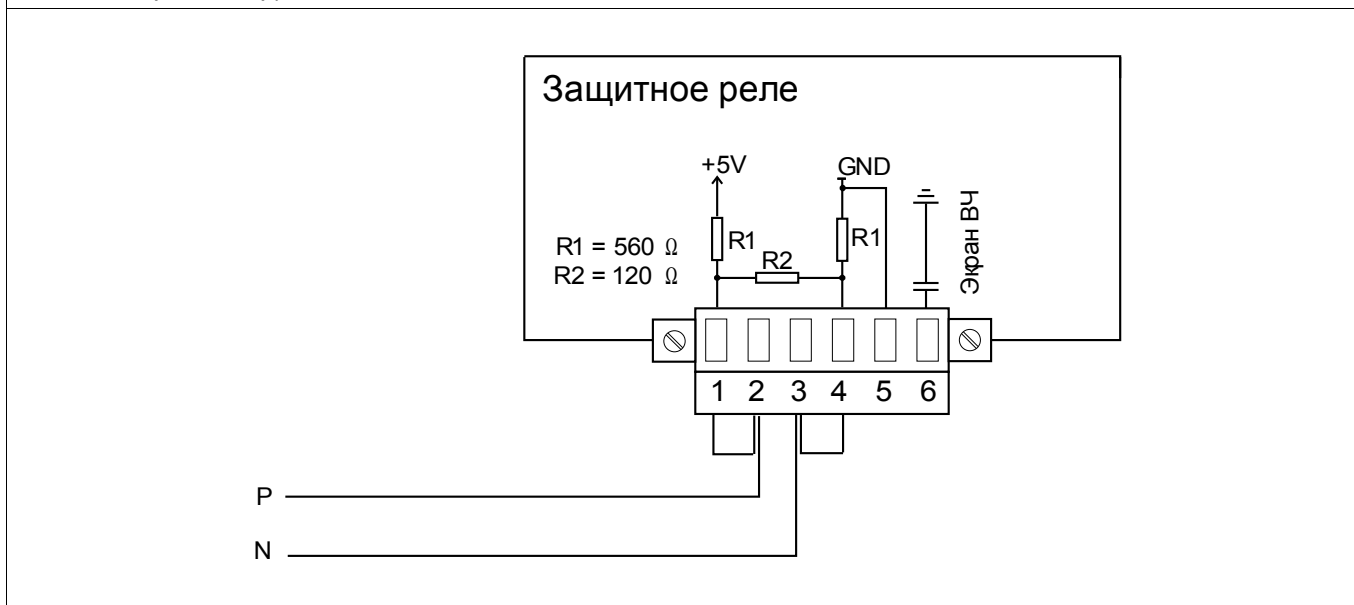 Защитное реле
+5V
GND
R1 = 560 Ω
R1
R1
R2 = 120 Ω
R2
Экран ВЧ
1 2 3 4 5 6
P
N